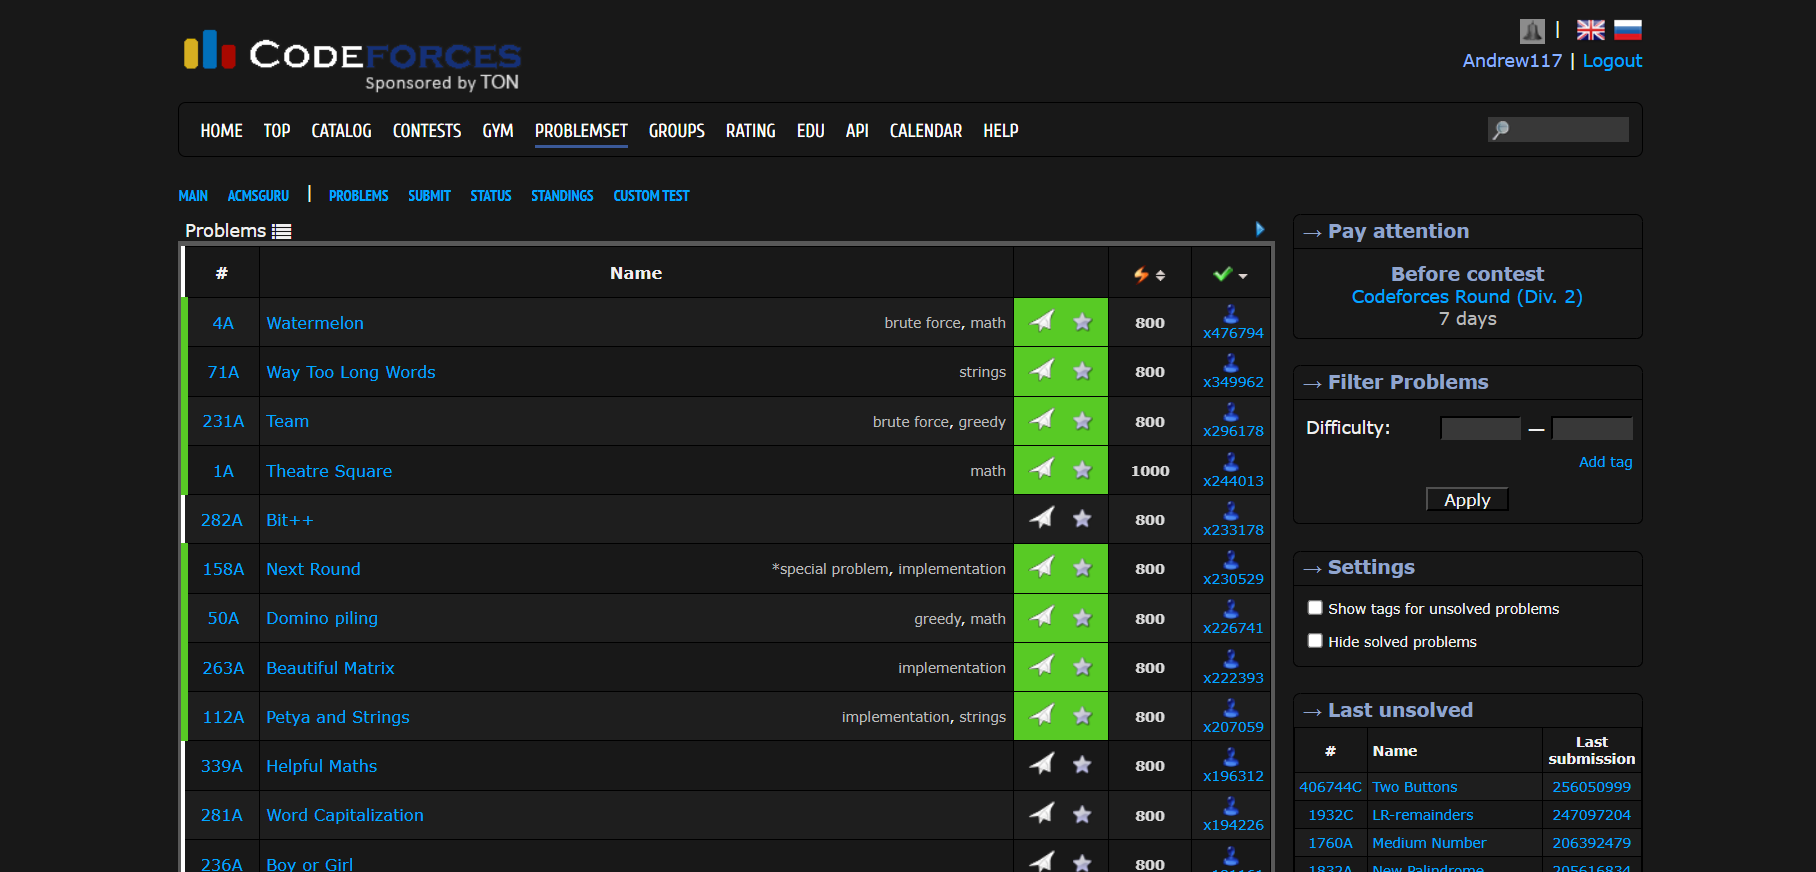 |
CODEFORCES
Sponsored by TON
Andrew117 | Logout
HOME TOP CATALOG CONTESTS GYM PROBLEMSET GROUPS RATING EDU API CALENDAR HELP
MAIN ACMSGURU | PROBLEMS SUBMIT STATUS STANDINGS CUSTOM TEST
Problems
# Name
4A Watermelon brute force, math 800 x476794
71A Way Too Long Words strings 800 x349962
231A Team brute force, greedy 800 x296178
1A Theatre Square math 1000 x244013
282A Bit++ 800 x233178
158A Next Round *special problem, implementation 800 x230529
50A Domino piling greedy, math 800 x226741
263A Beautiful Matrix implementation 800 x222393
112A Petya and Strings implementation, strings 800 x207059
339A Helpful Maths 800 x196312
281A Word Capitalization 800 x194226
236A Boy or Girl 800
→ Pay attention
Before contest
Codeforces Round (Div. 2)
7 days
→ Filter Problems
Difficulty: —
Add tag
Apply
→ Settings
Show tags for unsolved problems
Hide solved problems
→ Last unsolved
# Name Last submission
406744C Two Buttons 256050999
1932C LR-remainders 247097204
1760A Medium Number 206392479
1832A New Palindrome 205616834